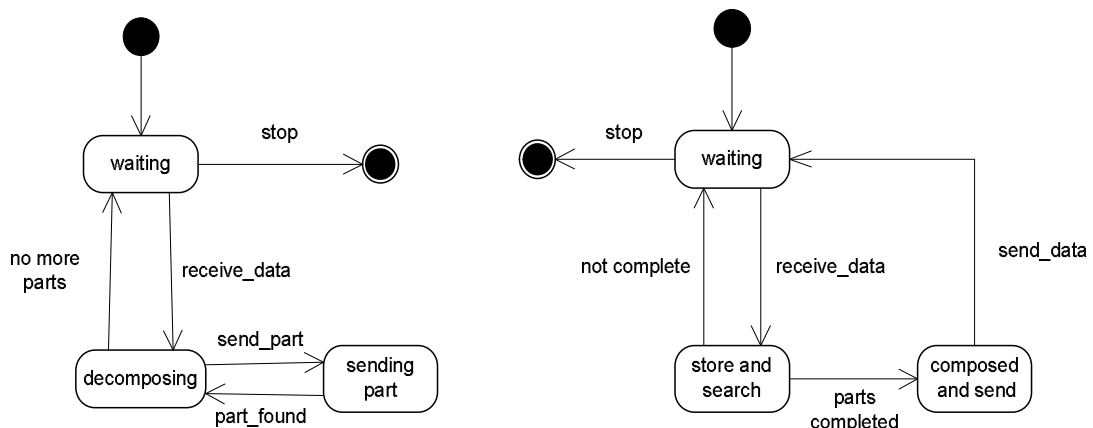 stop
waiting
no more
parts
receive_data
send_part
decomposing
sending
part
part_found
stop
waiting
not complete
receive_data
send_data
store and
search
composed
and send
parts
completed